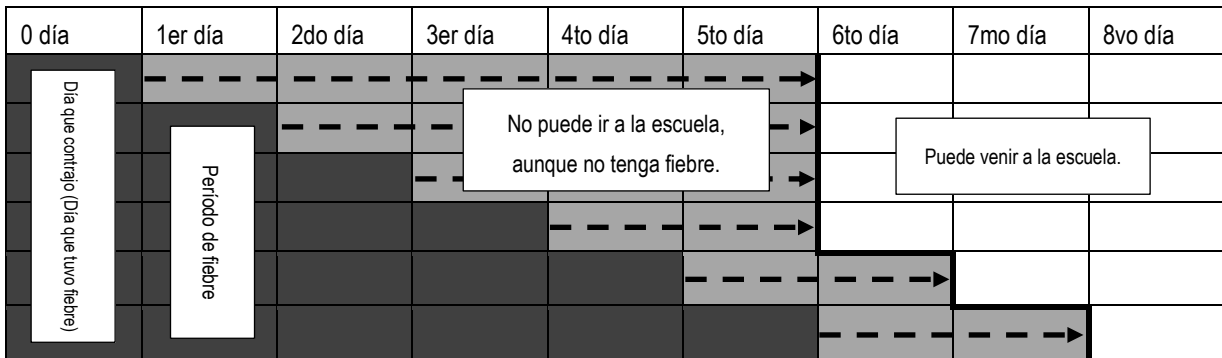 0 día
1er día
2do día
3er día
4to día
5to día
6to día
7mo día
8vo día
Día que contrajo (Día que tuvo fiebre)
Período de fiebre
No puede ir a la escuela,
aunque no tenga fiebre.
Puede venir a la escuela.